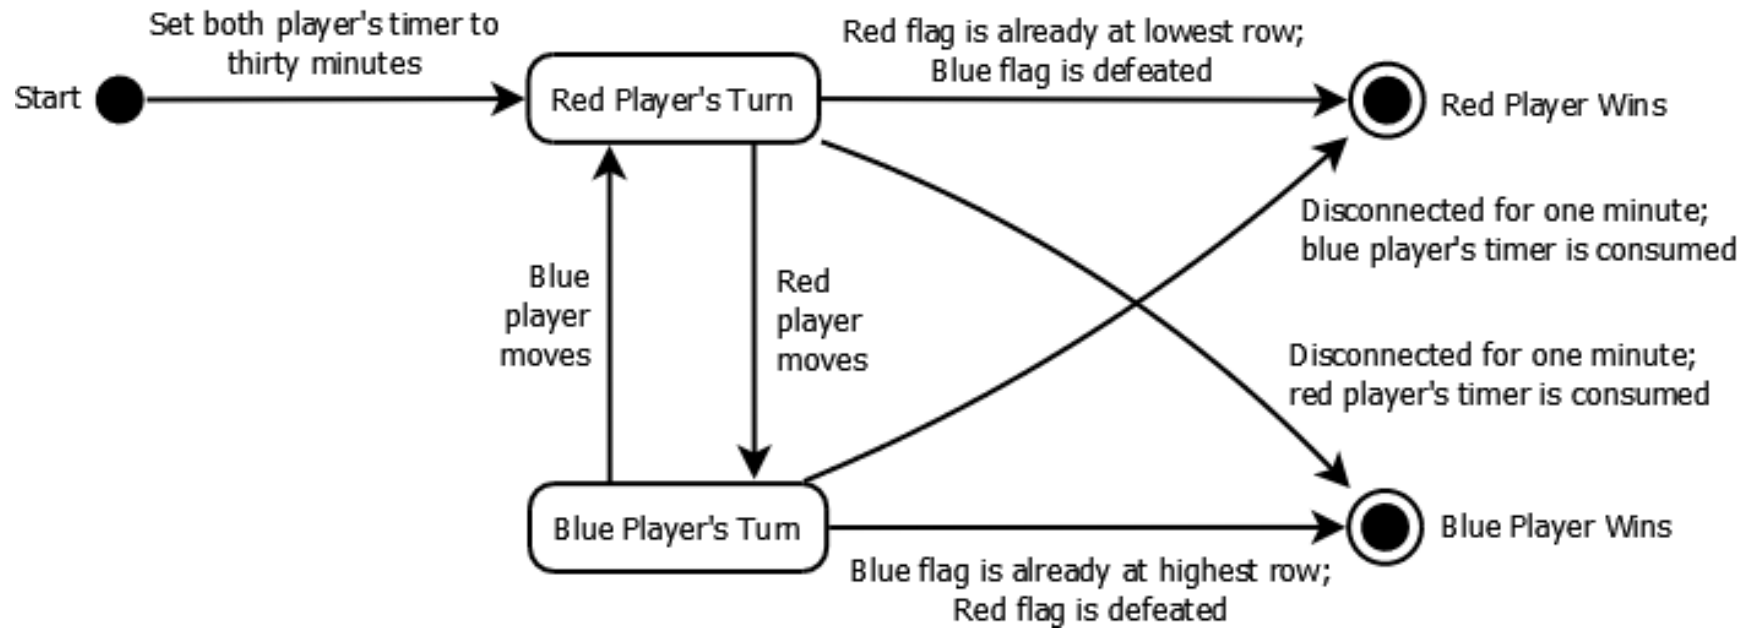 Set both player's timer to
thirty minutes
Start
Red Player's Turn
Red flag is already at lowest row;
Blue flag is defeated
Red Player Wins
Disconnected for one minute;
blue player's timer is consumed
Blue
player
moves
Red
player
moves
Disconnected for one minute;
red player's timer is consumed
Blue Player's Turn
Blue Player Wins
Blue flag is already at highest row;
Red flag is defeated